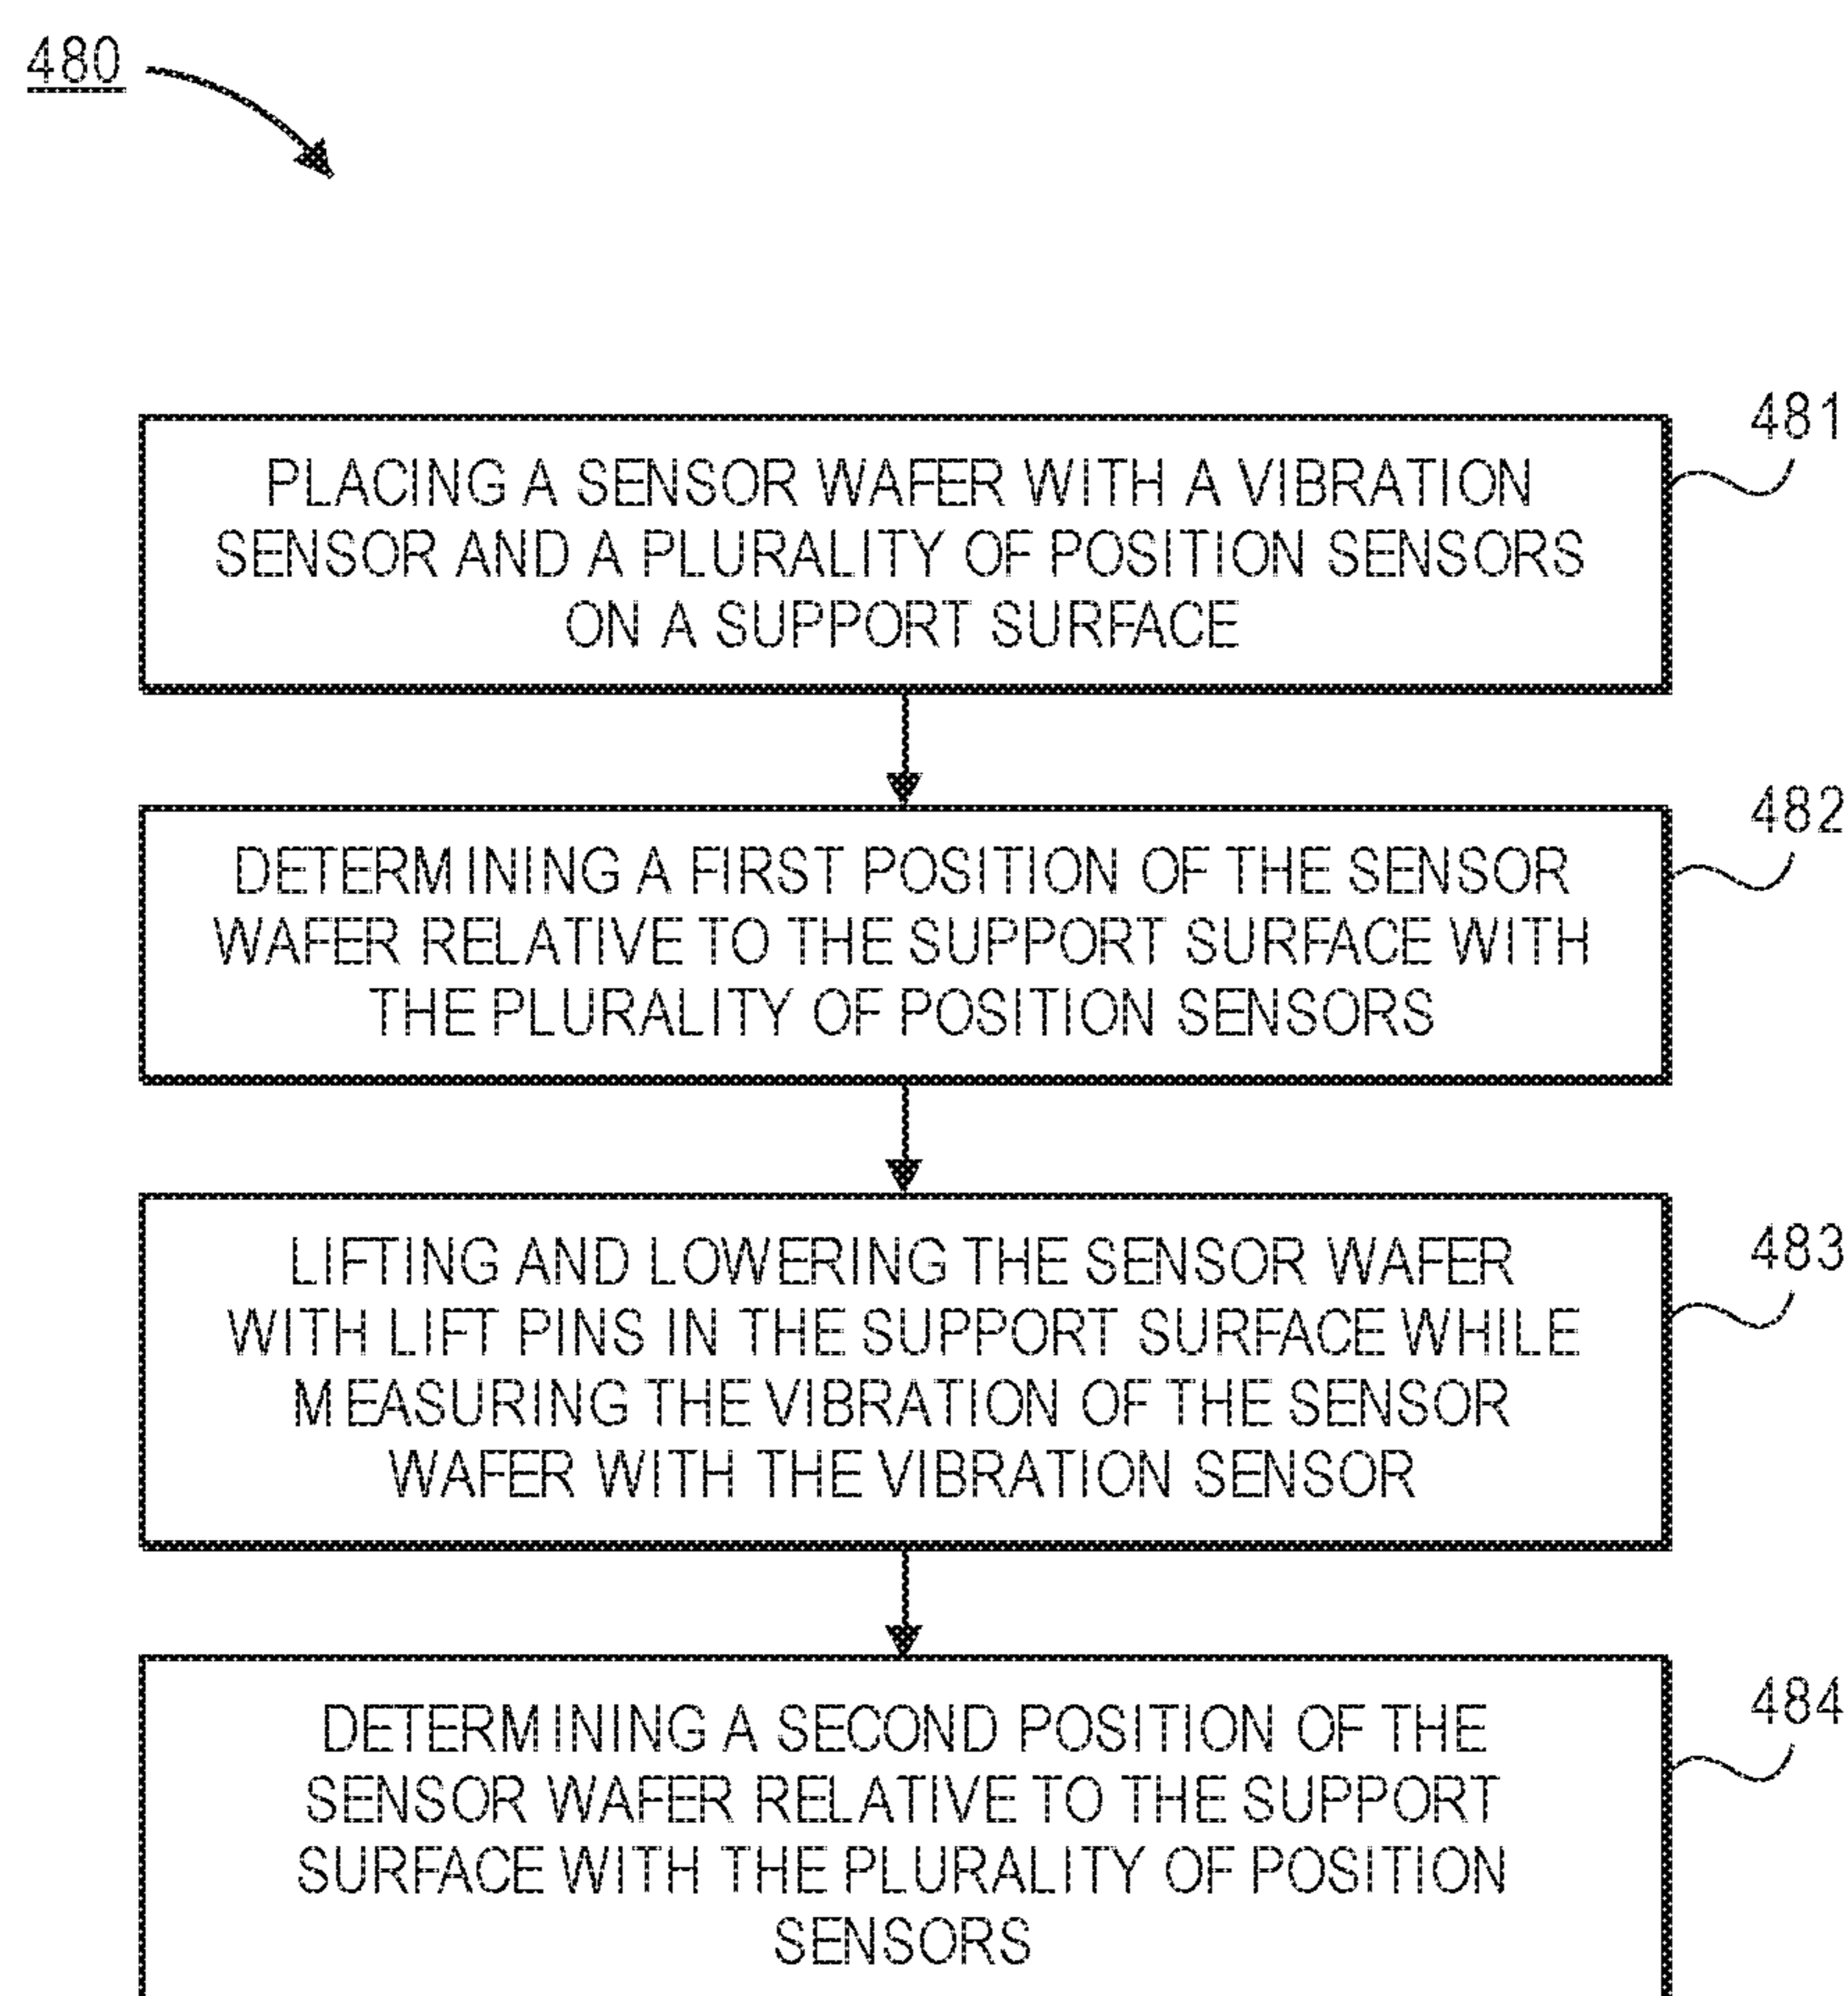 480
481
PLACING A SENSOR WAFER WITH A VIBRATION
SENSOR AND A PLURALITY OF POSITION SENSORS
ON A SUPPORT SURFACE
482
DETERMINING A FIRST POSITION OF THE SENSOR
WAFER RELATIVE TO THE SUPPORT SURFACE WITH
THE PLURALITY OF POSITION SENSORS
483
LIFTING AND LOWERING THE SENSOR WAFER
WITH LIFT PINS IN THE SUPPORT SURFACE WHILE
MEASURING THE VIBRATION OF THE SENSOR
WAFER WITH THE VIBRATION SENSOR
484
DETERMINING A SECOND POSITION OF THE
SENSOR WAFER RELATIVE TO THE SUPPORT
SURFACE WITH THE PLURALITY OF POSITION
SENSORS